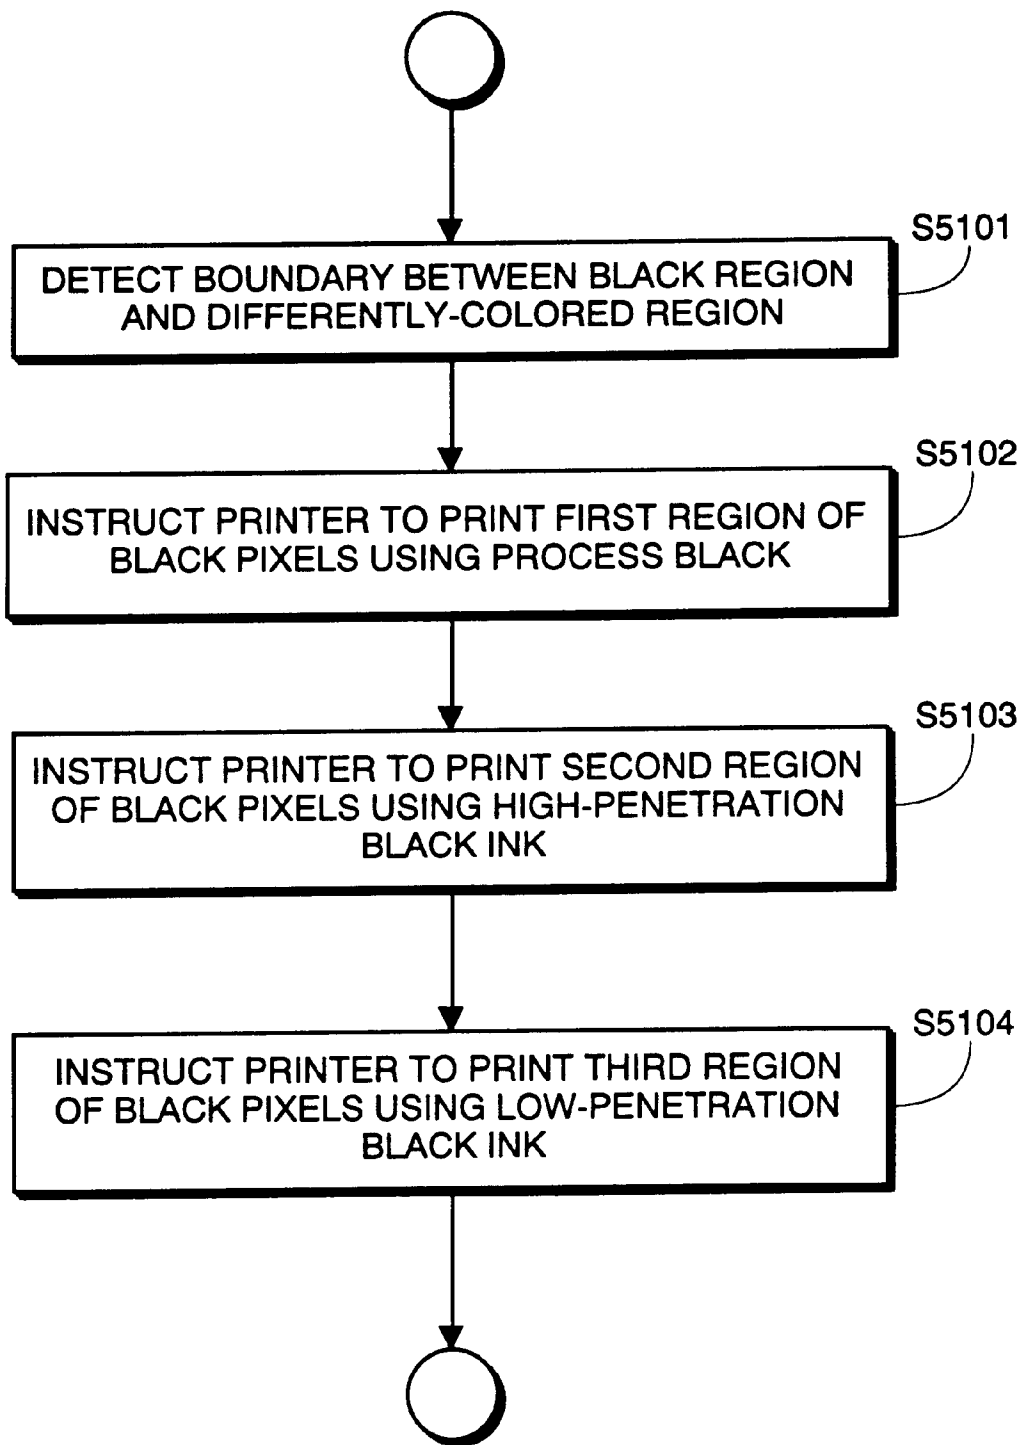 S5101
DETECT BOUNDARY BETWEEN BLACK REGION
AND DIFFERENTLY-COLORED REGION
S5102
INSTRUCT PRINTER TO PRINT FIRST REGION OF
BLACK PIXELS USING PROCESS BLACK
S5103
INSTRUCT PRINTER TO PRINT SECOND REGION
OF BLACK PIXELS USING HIGH-PENETRATION
BLACK INK
S5104
INSTRUCT PRINTER TO PRINT THIRD REGION
OF BLACK PIXELS USING LOW-PENETRATION
BLACK INK